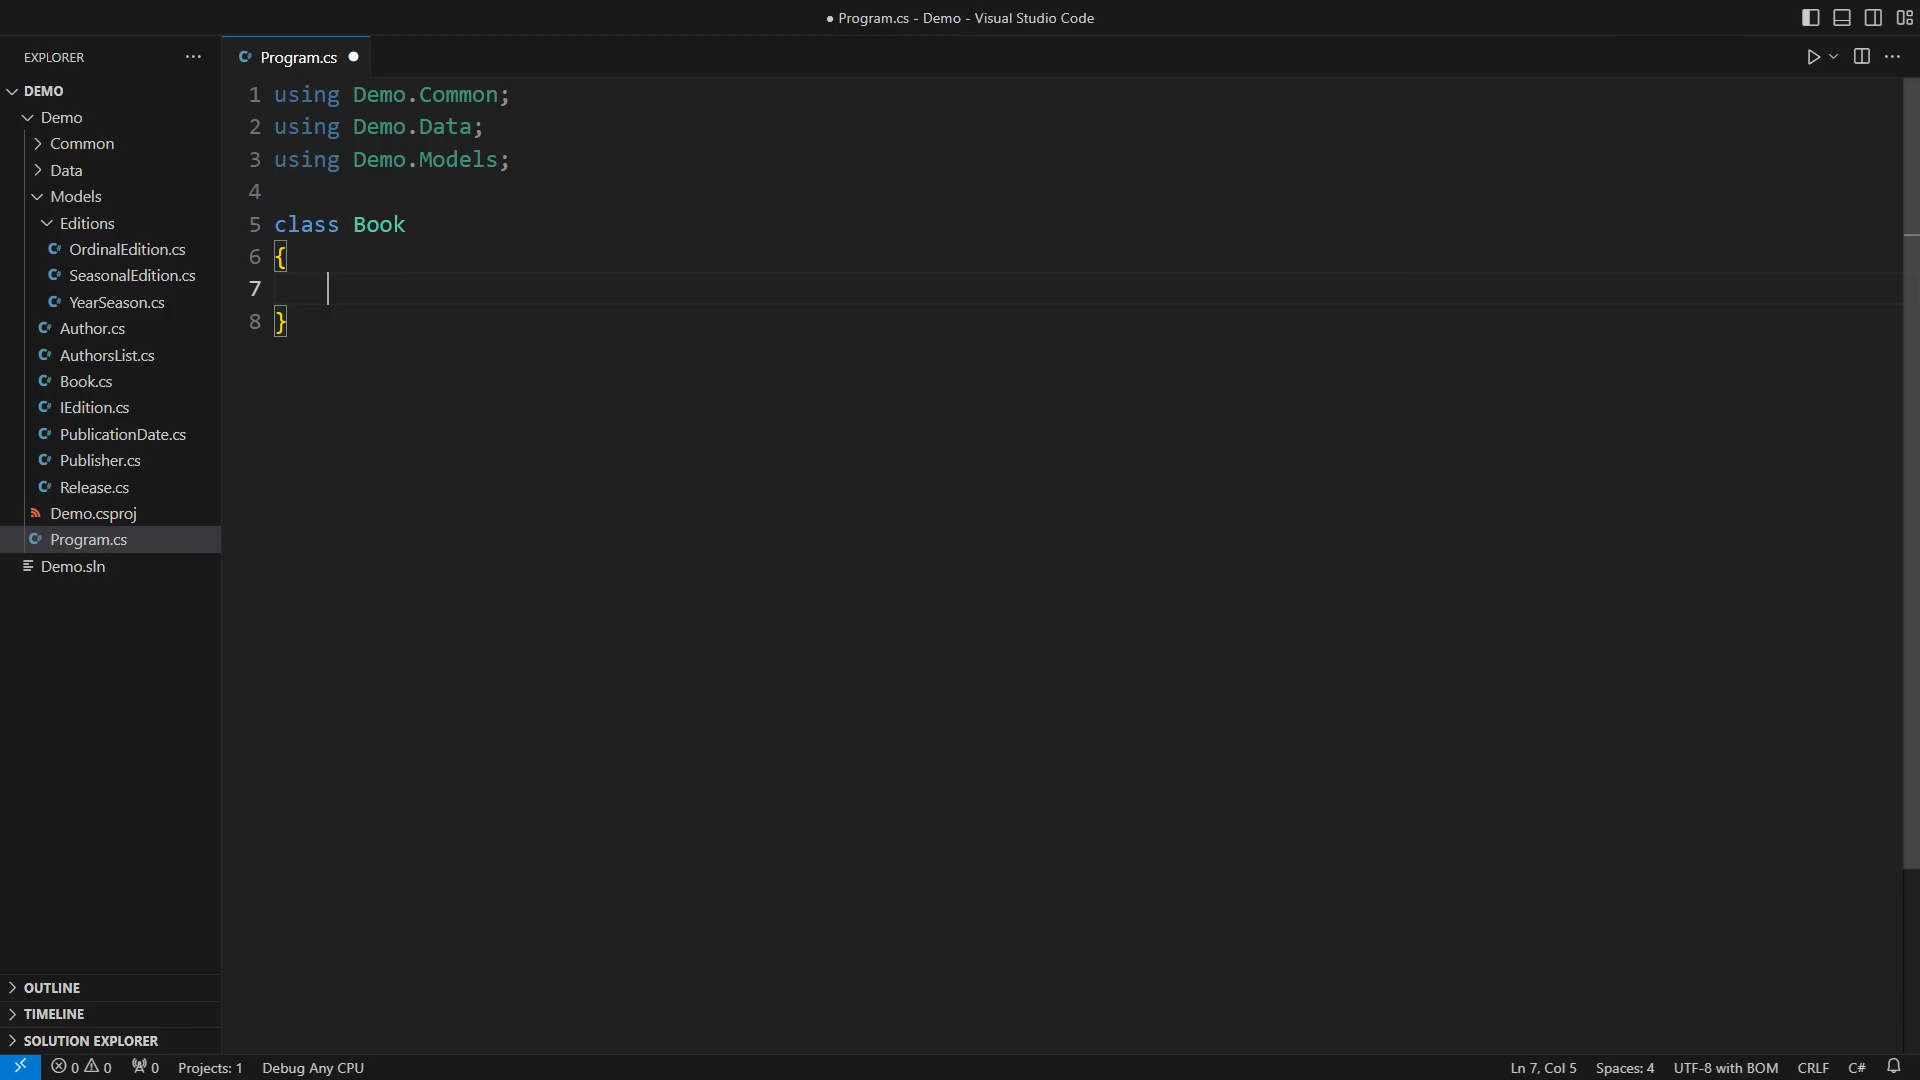 ● Program.cs - Demo - Visual Studio Code
EXPLORER
DEMO
Demo
Common
Data
Models
Editions
OrdinalEdition.cs
SeasonalEdition.cs
YearSeason.cs
Author.cs
AuthorsList.cs
Book.cs
IEdition.cs
PublicationDate.cs
Publisher.cs
Release.cs
Demo.csproj
Program.cs
Demo.sln
OUTLINE
TIMELINE
SOLUTION EXPLORER
Program.cs ●
1 using Demo.Common;
2 using Demo.Data;
3 using Demo.Models;
4
5 class Book
6 {
7
8 }
0 0 0 Projects: 1 Debug Any CPU Ln 7, Col 5 Spaces: 4 UTF-8 with BOM CRLF C#